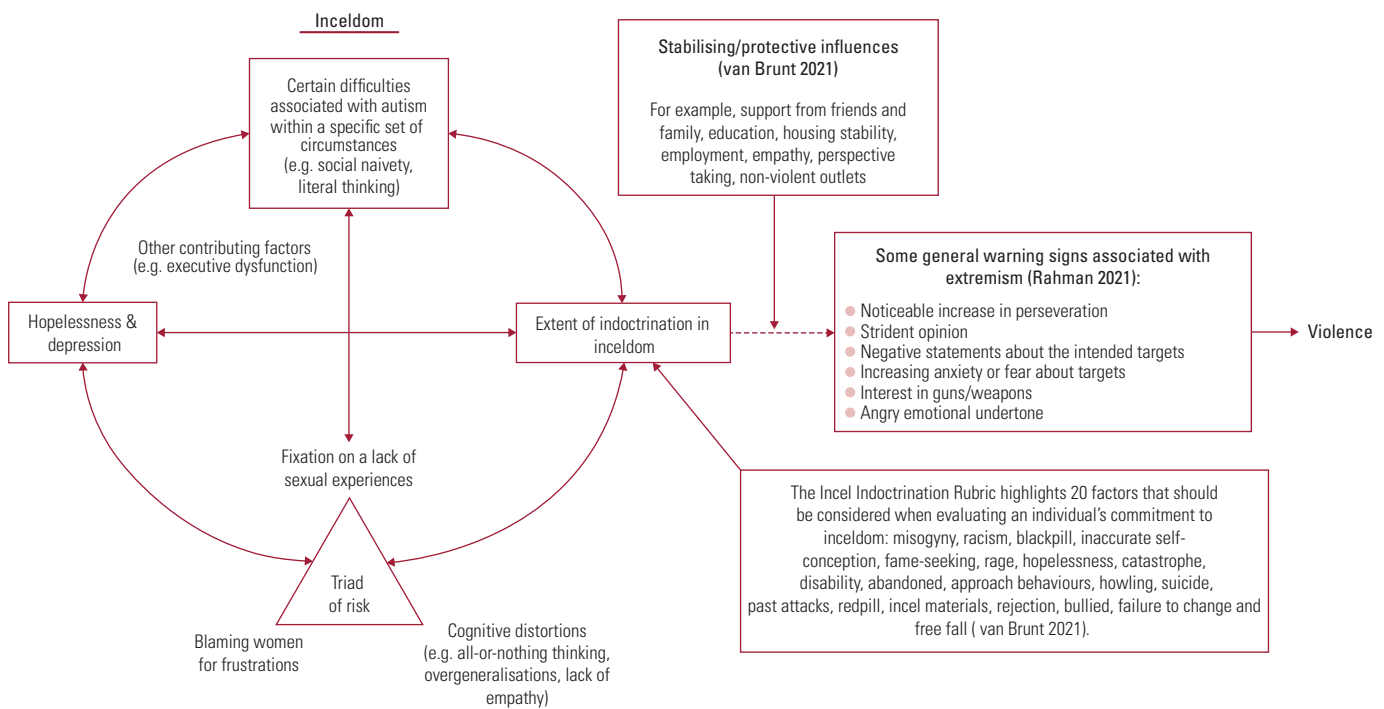 Inceldom
Certain difficulties
associated with autism
within a specific set of
circumstances
(e.g. social naivety,
literal thinking)
Stabilising/protective influences
(van Brunt 2021)
For example, support from friends and
family, education, housing stability,
employment, empathy, perspective
taking, non-violent outlets
Other contributing factors
(e.g. executive dysfunction)
Hopelessness &
depression
Extent of indoctrination in
inceldom
Some general warning signs associated with
extremism (Rahman 2021):
Noticeable increase in perseveration
Strident opinion
Negative statements about the intended targets
Increasing anxiety or fear about targets
Interest in guns/weapons
Angry emotional undertone
Violence
Fixation on a lack of
sexual experiences
Triad
of risk
Blaming women
for frustrations
Cognitive distortions
(e.g. all-or-nothing thinking,
overgeneralisations, lack of
empathy)
The Incel Indoctrination Rubric highlights 20 factors that should
be considered when evaluating an individual's commitment to
inceldom: misogyny, racism, blackpill, inaccurate self-
conception, fame-seeking, rage, hopelessness, catastrophe,
disability, abandoned, approach behaviours, howling, suicide,
past attacks, redpill, incel materials, rejection, bullied, failure to change and
free fall ( van Brunt 2021).